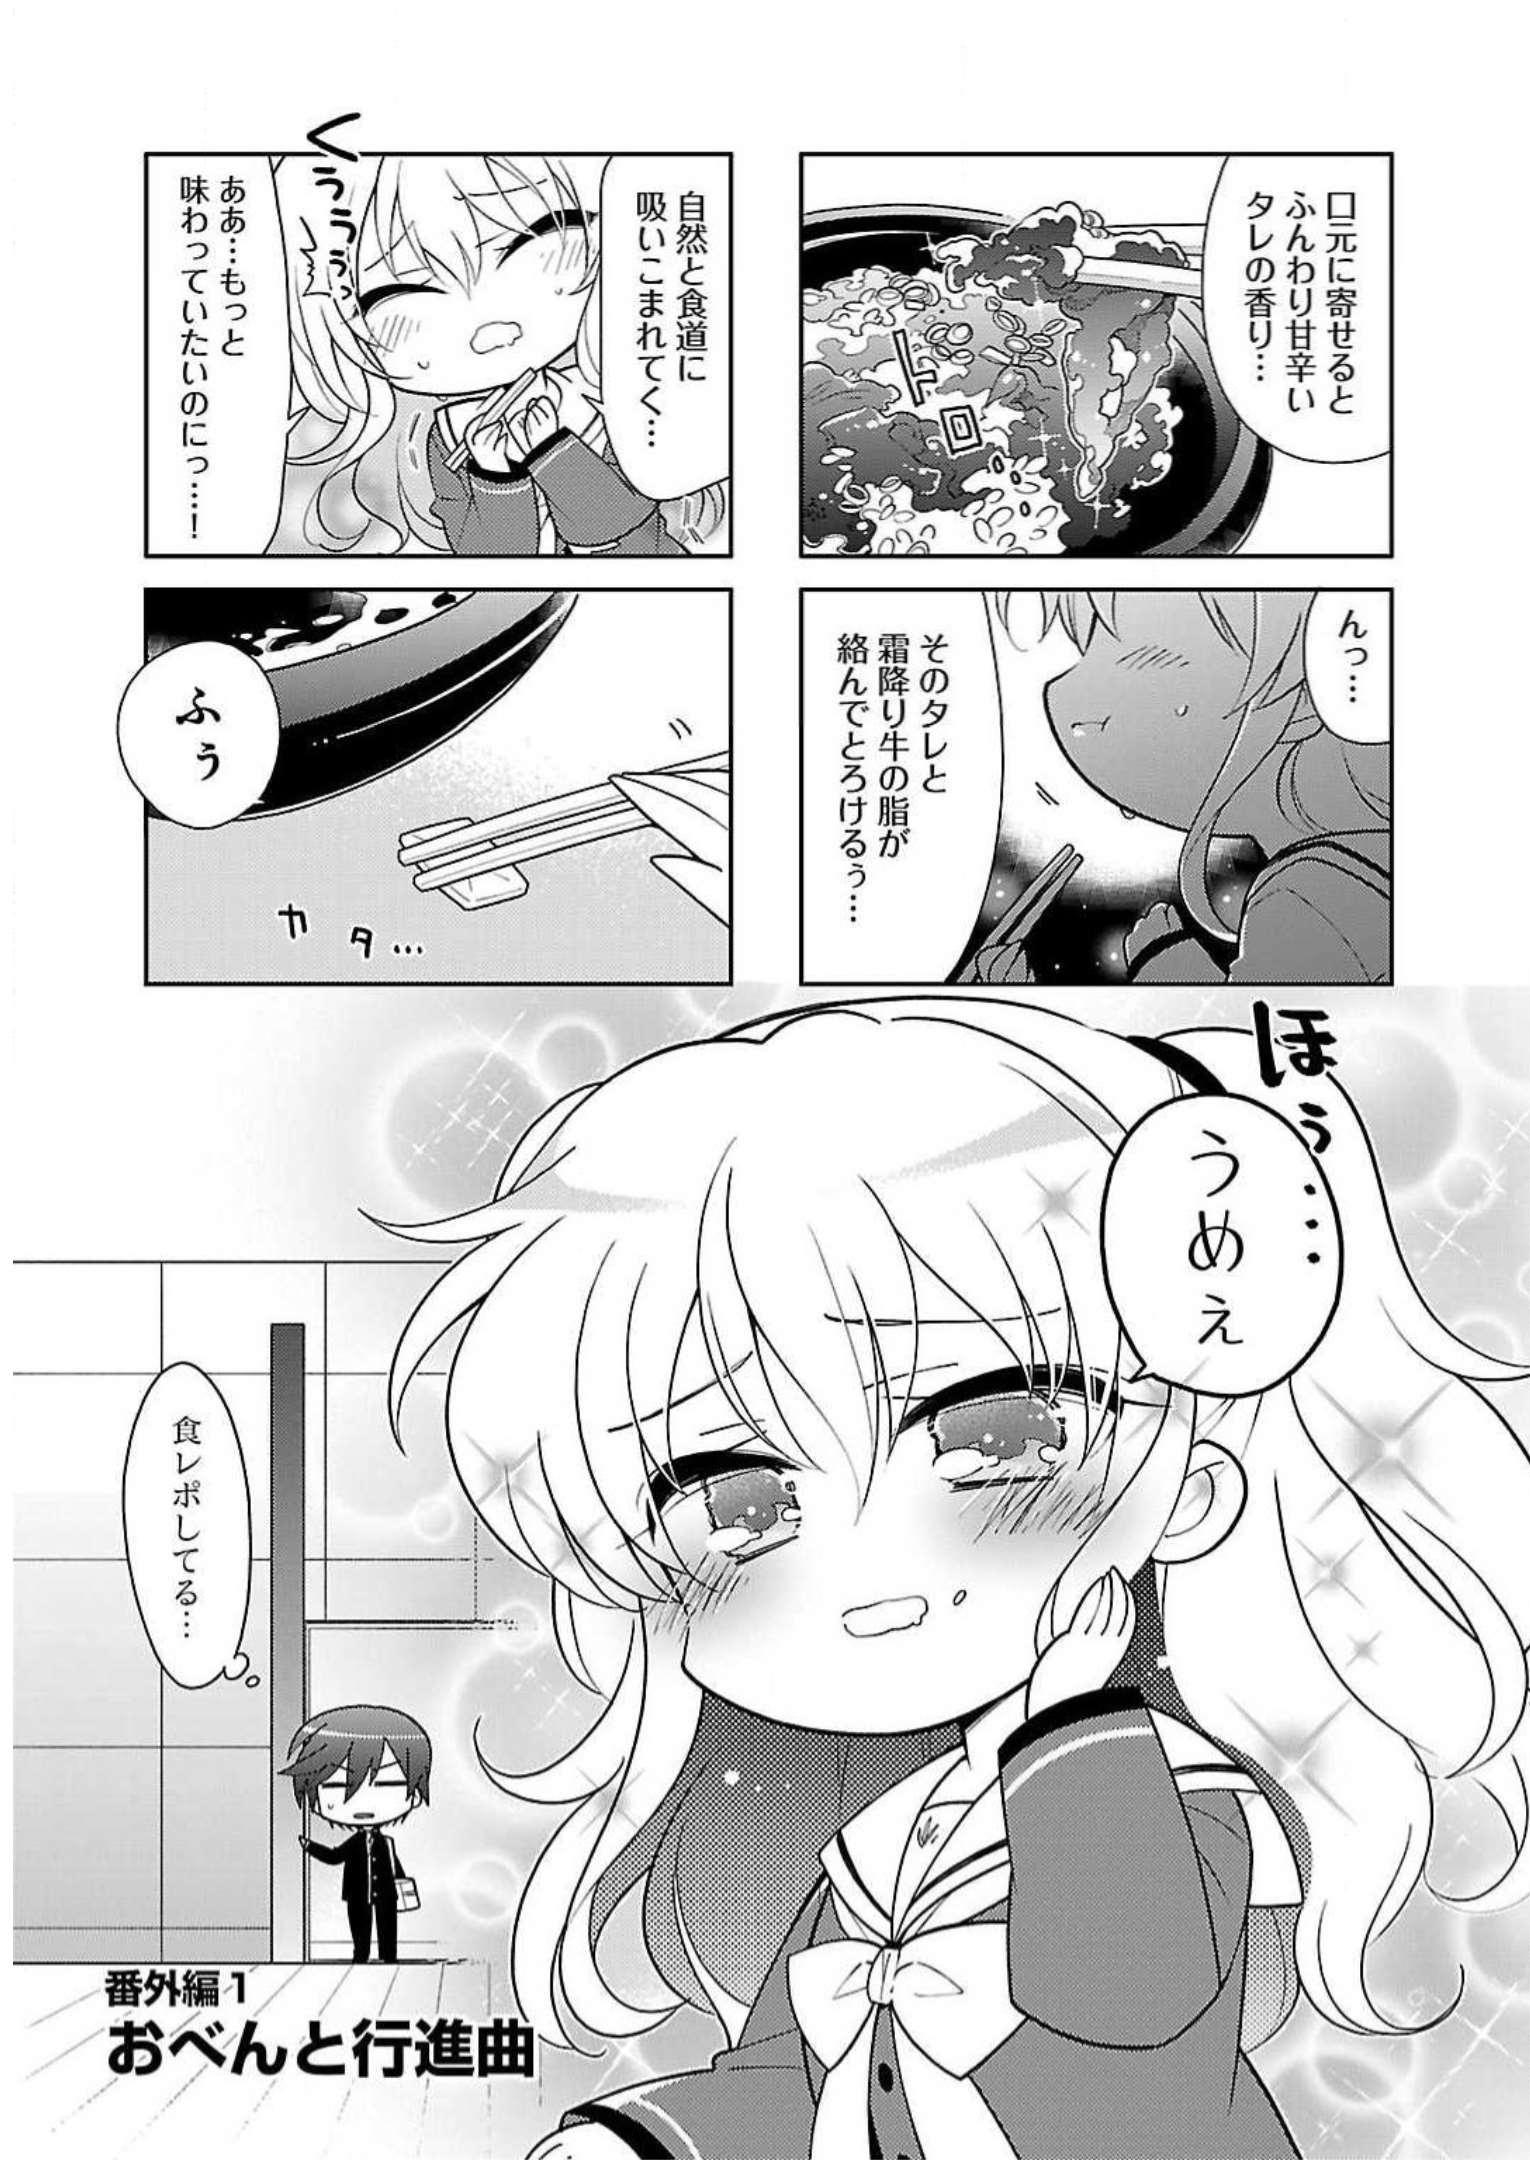 口元に寄せると
ふんわり甘辛い
タレの香り…
トロ
んっ…
そのタレと
霜降り牛の脂が
絡んでとろけるぅ…
自然と食道に
吸いこまれてく…
くぅぅぅっ
ああ…もっと
味わっていたいのにっ……!
ふぅ
カタ…
ほぅ
…うめぇ
食レポしてる…
番外編1
おべんと行進曲